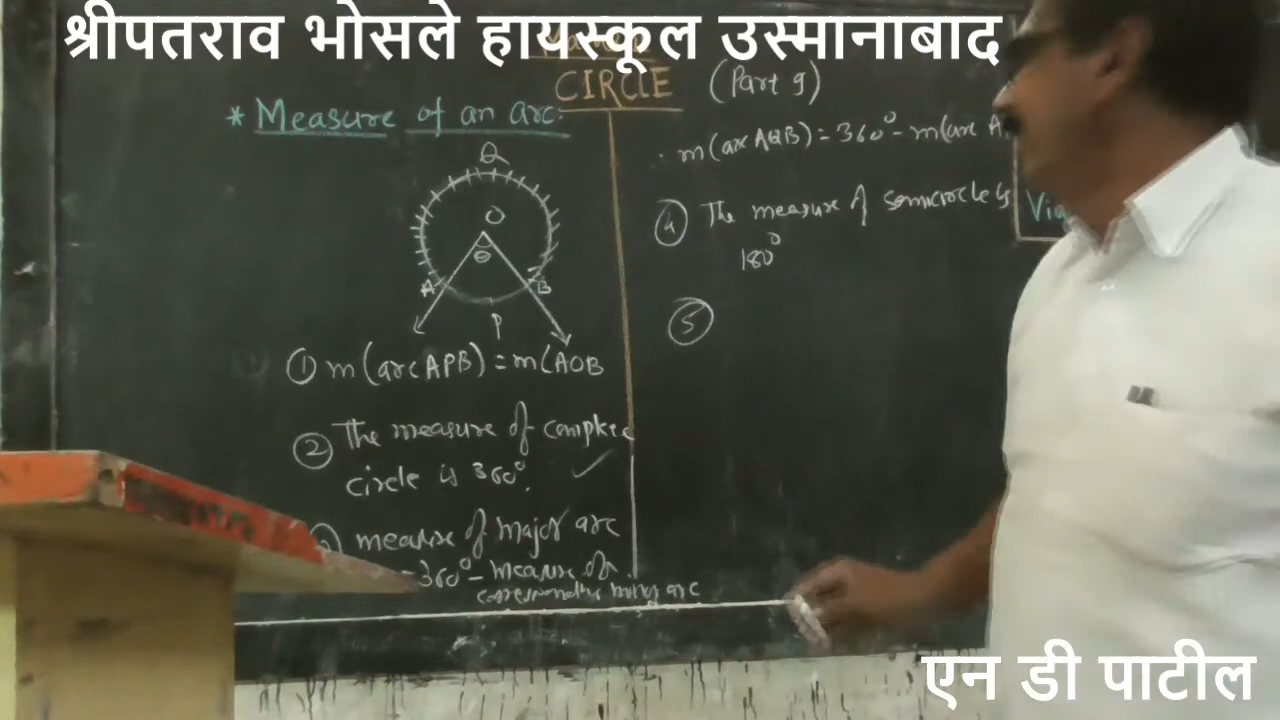 श्रीपतराव भोसले हायस्कूल उस्मानाबाद
CIRCLE (Part 9)
* Measure of an arc:
Q
O
θ
A B
P
① m(arc APB) = m∠AOB
② The measure of complete
circle is 360°.
measure of major arc
= 360° - measure of
corresponding minor arc
m(arc AQB) = 360° - m(arc A
④ The measure of semicircle is
180°
⑤
एन डी पाटील